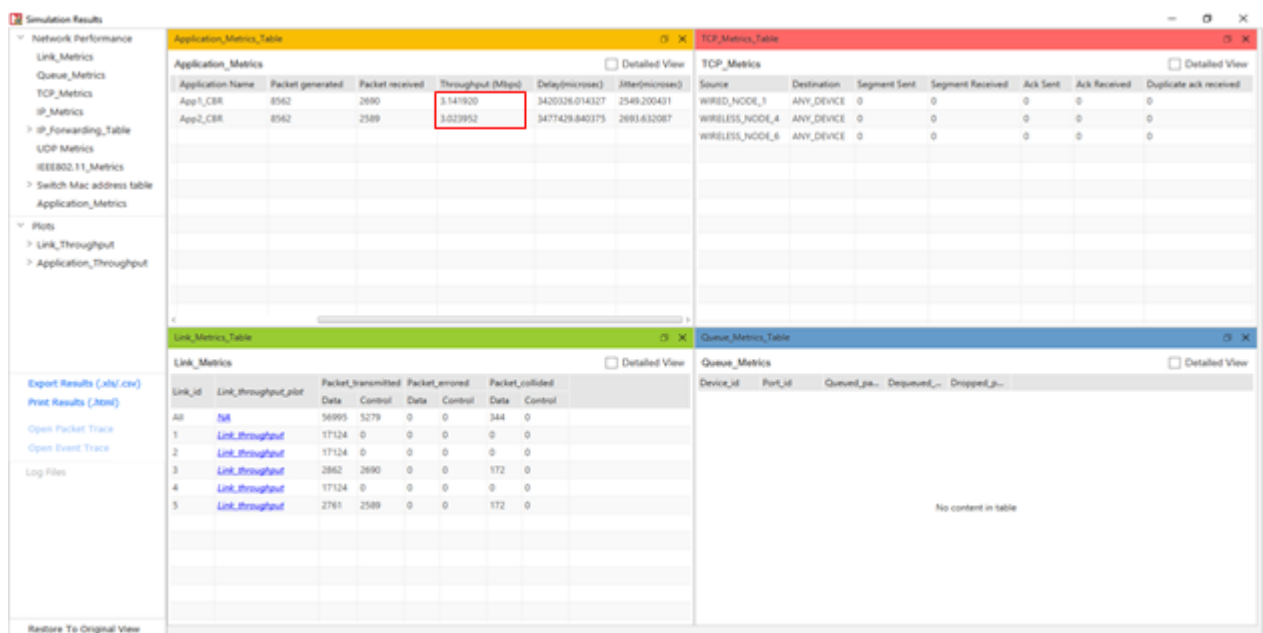 Simulation Results
Network Performance
Link_Metrics
Queue_Metrics
TCP_Metrics
IP_Metrics
IP_Forwarding_Table
UDP Metrics
IEEE802.11_Metrics
Switch Mac address table
Application_Metrics
Plots
Link_Throughput
Application_Throughput
Export Results (.xls/.csv)
Print Results (.html)
Open Packet Trace
Open Event Trace
Log Files
Restore To Original View
Application_Metrics_Table
Application_Metrics Detailed View
Application Name Packet generated Packet received Throughput (Mbps) Delay(microsec) Jitter(microsec)
App1_CBR 8562 2690 3.141920 3420326.014327 2549.200431
App2_CBR 8562 2589 3.023952 3477429.840375 2693.632087
TCP_Metrics_Table
TCP_Metrics Detailed View
Source Destination Segment Sent Segment Received Ack Sent Ack Received Duplicate ack received
WIRED_NODE_1 ANY_DEVICE 0 0 0 0 0
WIRELESS_NODE_4 ANY_DEVICE 0 0 0 0 0
WIRELESS_NODE_6 ANY_DEVICE 0 0 0 0 0
Link_Metrics_Table
Link_Metrics Detailed View
Link_id Link_throughput_plot Packet_transmitted Packet_errored Packet_collided
Data Control Data Control Data Control
All NA 56995 5279 0 0 344 0
1 Link_throughput 17124 0 0 0 0 0
2 Link_throughput 17124 0 0 0 0 0
3 Link_throughput 2862 2690 0 0 172 0
4 Link_throughput 17124 0 0 0 0 0
5 Link_throughput 2761 2589 0 0 172 0
Queue_Metrics_Table
Queue_Metrics Detailed View
Device_id Port_id Queued_pa... Dequeued_... Dropped_p...
No content in table